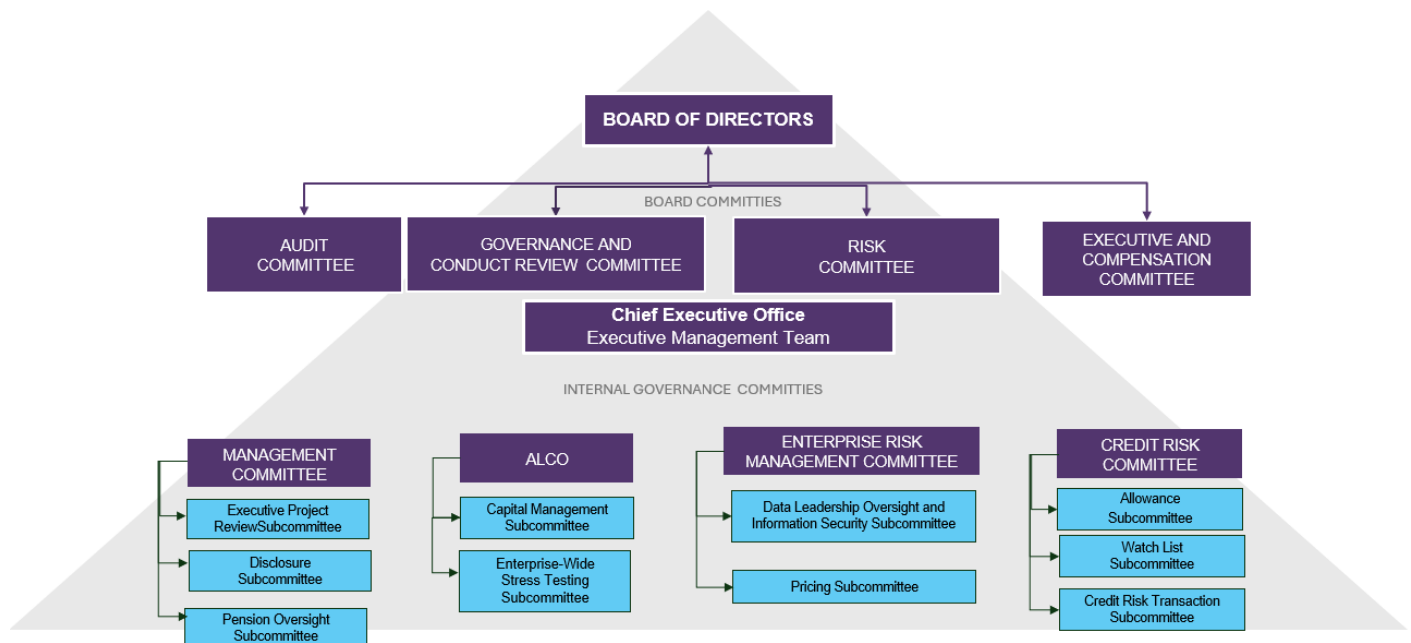 BOARD OF DIRECTORS
BOARD COMMITTIES
AUDIT
COMMITTEE
GOVERNANCE AND
CONDUCT REVIEW COMMITTEE
RISK
COMMITTEE
EXECUTIVE AND
COMPENSATION
COMMITTEE
Chief Executive Office
Executive Management Team
INTERNAL GOVERNANCE COMMITTIES
MANAGEMENT
COMMITTEE
Executive Project
ReviewSubcommittee
Disclosure
Subcommittee
Pension Oversight
Subcommittee
ALCO
Capital Management
Subcommittee
Enterprise-Wide
Stress Testing
Subcommittee
ENTERPRISE RISK
MANAGEMENT COMMITTEE
Data Leadership Oversight and
Information Security Subcommittee
Pricing Subcommittee
CREDIT RISK
COMMITTEE
Allowance
Subcommittee
Watch List
Subcommittee
Credit Risk Transaction
Subcommittee